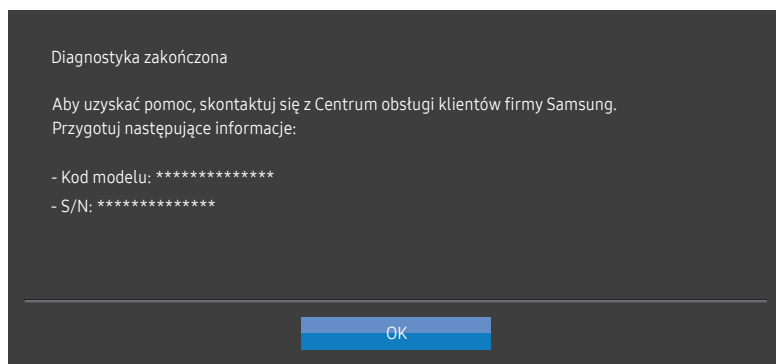 Diagnostyka zakończona
Aby uzyskać pomoc, skontaktuj się z Centrum obsługi klientów firmy Samsung.
Przygotuj następujące informacje:
- Kod modelu: **************
- S/N: **************
OK